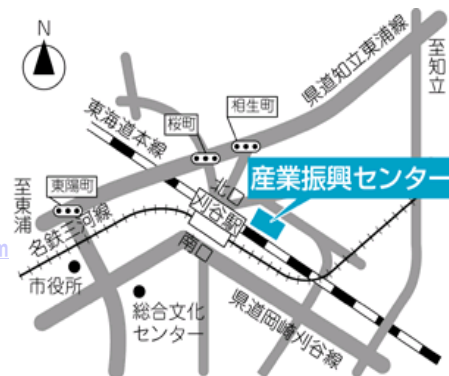 N
県道知立東浦線
至知立
相生町
桜町
東海道本線
北口
産業振興センター
東陽町
至東浦
刈谷駅
名鉄三河線
m
南口
市役所
総合文化
センター
県道岡崎刈谷線